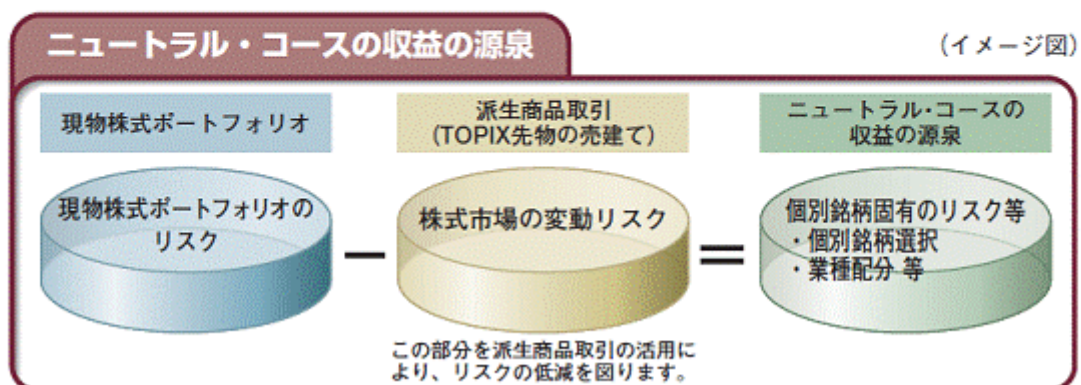 ニュートラル・コースの収益の源泉
(イメージ図)
現物株式ポートフォリオ
派生商品取引
(TOPIX先物の売建て)
ニュートラル・コースの
収益の源泉
現物株式ポートフォリオの
リスク
－
株式市場の変動リスク
＝
個別銘柄固有のリスク等
・個別銘柄選択
・業種配分 等
この部分を派生商品取引の活用に
より、リスクの低減を図ります。